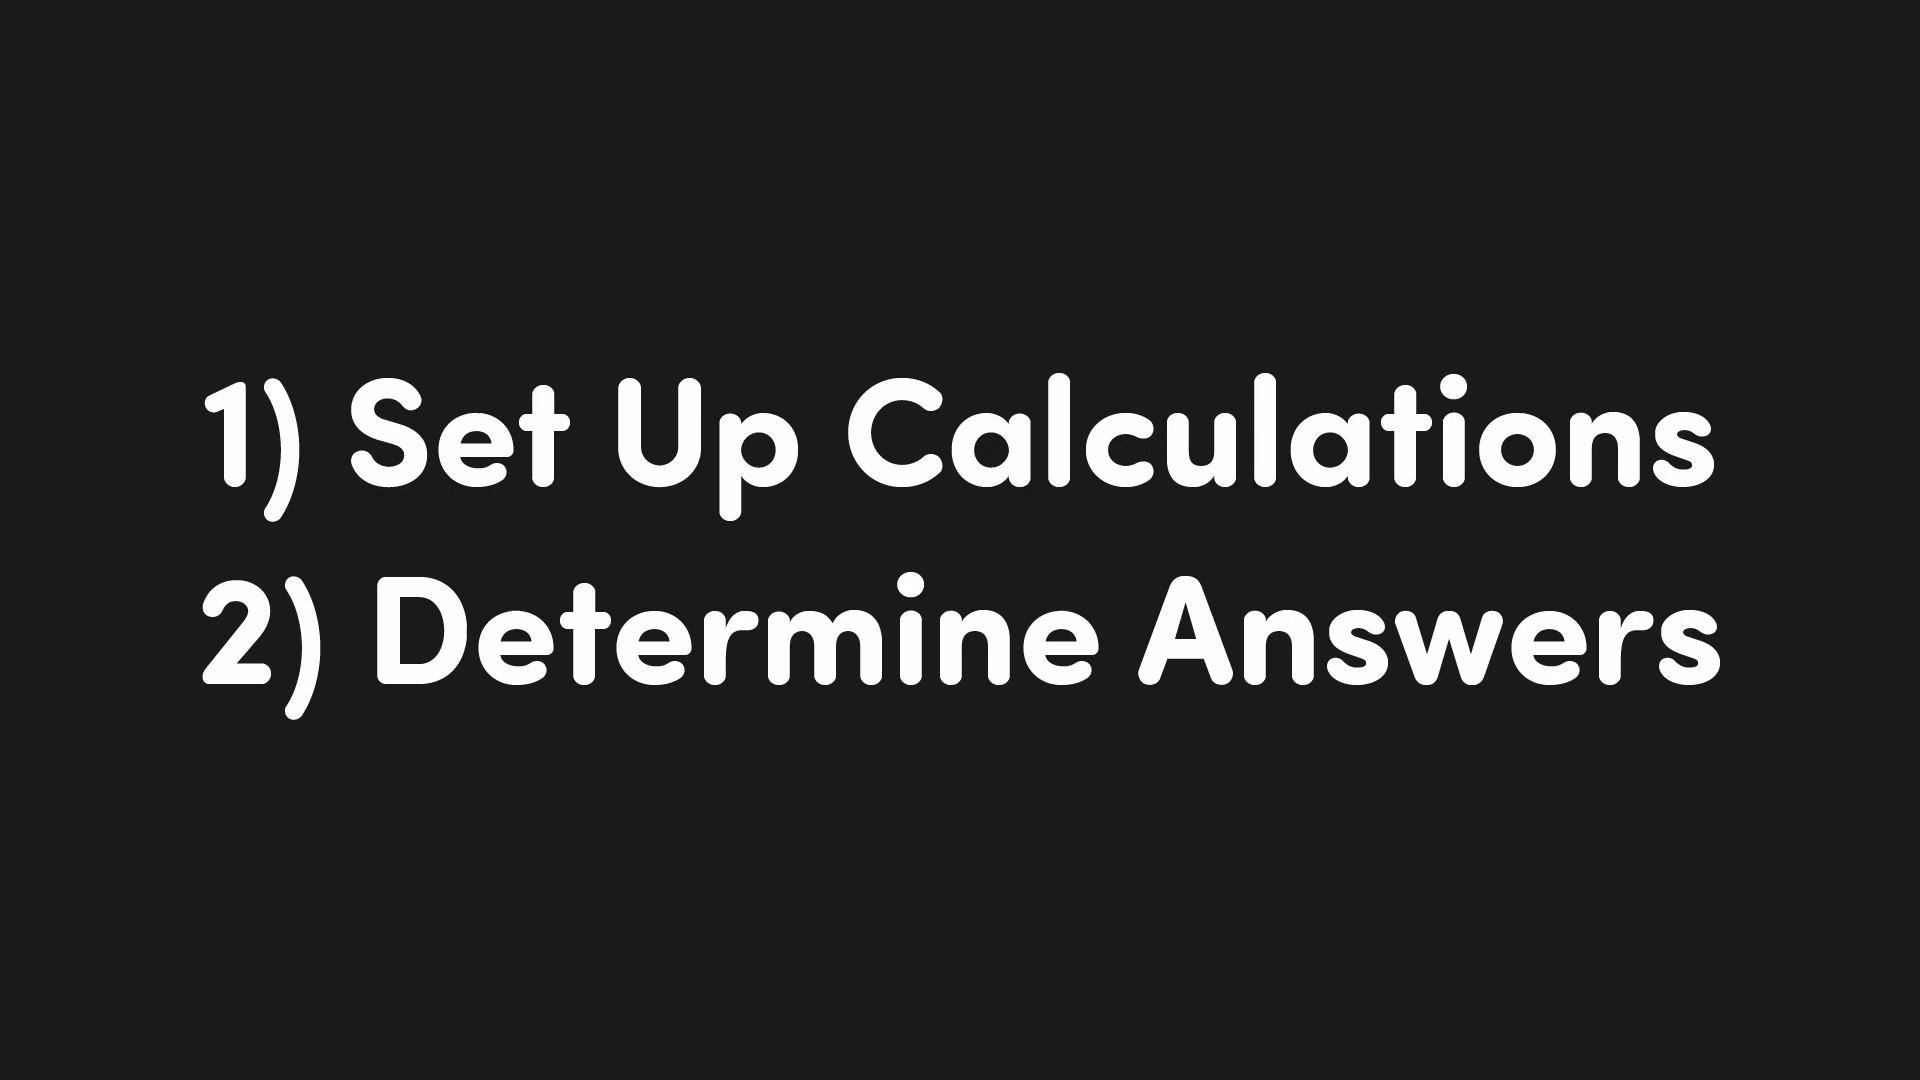 1) Set Up Calculations
2) Determine Answers